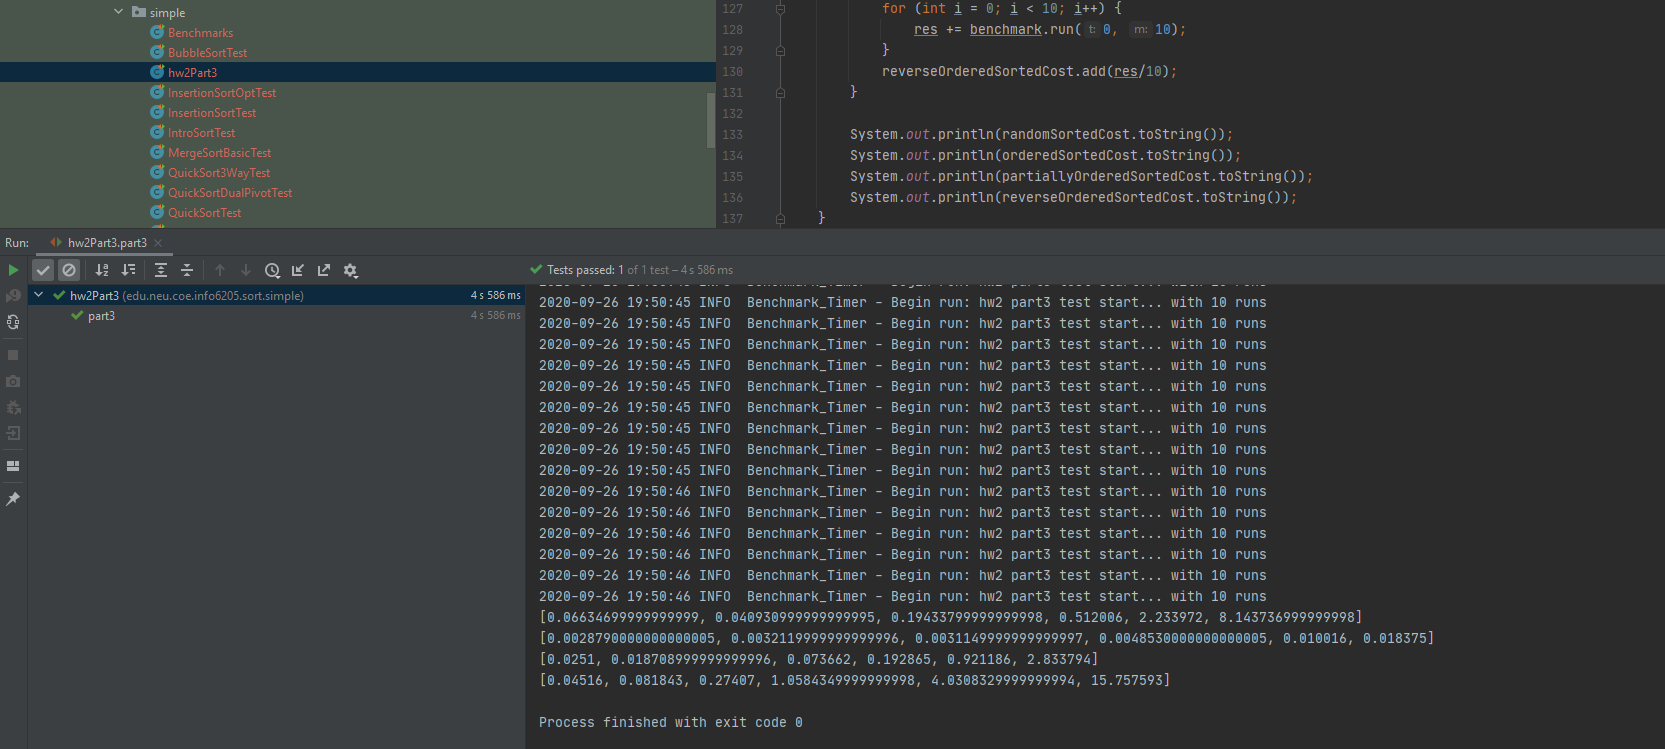 simple
Benchmarks
BubbleSortTest
hw2Part3
InsertionSortOptTest
InsertionSortTest
IntroSortTest
MergeSortBasicTest
QuickSort3WayTest
QuickSortDualPivotTest
QuickSortTest
127 for (int i = 0; i < 10; i++) {
128 res += benchmark.run( t: 0, m: 10);
129 }
130 reverseOrderedSortedCost.add(res/10);
131 }
132
133 System.out.println(randomSortedCost.toString());
134 System.out.println(orderedSortedCost.toString());
135 System.out.println(partiallyOrderedSortedCost.toString());
136 System.out.println(reverseOrderedSortedCost.toString());
137 }
Run: hw2Part3.part3
Tests passed: 1 of 1 test – 4 s 586 ms
hw2Part3 (edu.neu.coe.info6205.sort.simple) 4 s 586 ms
part3 4 s 586 ms
2020-09-26 19:50:45 INFO Benchmark_Timer - Begin run: hw2 part3 test start... with 10 runs
2020-09-26 19:50:45 INFO Benchmark_Timer - Begin run: hw2 part3 test start... with 10 runs
2020-09-26 19:50:45 INFO Benchmark_Timer - Begin run: hw2 part3 test start... with 10 runs
2020-09-26 19:50:45 INFO Benchmark_Timer - Begin run: hw2 part3 test start... with 10 runs
2020-09-26 19:50:45 INFO Benchmark_Timer - Begin run: hw2 part3 test start... with 10 runs
2020-09-26 19:50:45 INFO Benchmark_Timer - Begin run: hw2 part3 test start... with 10 runs
2020-09-26 19:50:45 INFO Benchmark_Timer - Begin run: hw2 part3 test start... with 10 runs
2020-09-26 19:50:45 INFO Benchmark_Timer - Begin run: hw2 part3 test start... with 10 runs
2020-09-26 19:50:45 INFO Benchmark_Timer - Begin run: hw2 part3 test start... with 10 runs
2020-09-26 19:50:46 INFO Benchmark_Timer - Begin run: hw2 part3 test start... with 10 runs
2020-09-26 19:50:46 INFO Benchmark_Timer - Begin run: hw2 part3 test start... with 10 runs
2020-09-26 19:50:46 INFO Benchmark_Timer - Begin run: hw2 part3 test start... with 10 runs
2020-09-26 19:50:46 INFO Benchmark_Timer - Begin run: hw2 part3 test start... with 10 runs
2020-09-26 19:50:46 INFO Benchmark_Timer - Begin run: hw2 part3 test start... with 10 runs
2020-09-26 19:50:46 INFO Benchmark_Timer - Begin run: hw2 part3 test start... with 10 runs
[0.06634699999999999, 0.040930999999999995, 0.19433799999999998, 0.512006, 2.233972, 8.143736999999998]
[0.0028790000000000005, 0.0032119999999999996, 0.0031149999999999997, 0.0048530000000000005, 0.010016, 0.018375]
[0.0251, 0.018708999999999996, 0.073662, 0.192865, 0.921186, 2.833794]
[0.04516, 0.081843, 0.27407, 1.0584349999999998, 4.0308329999999994, 15.757593]
Process finished with exit code 0